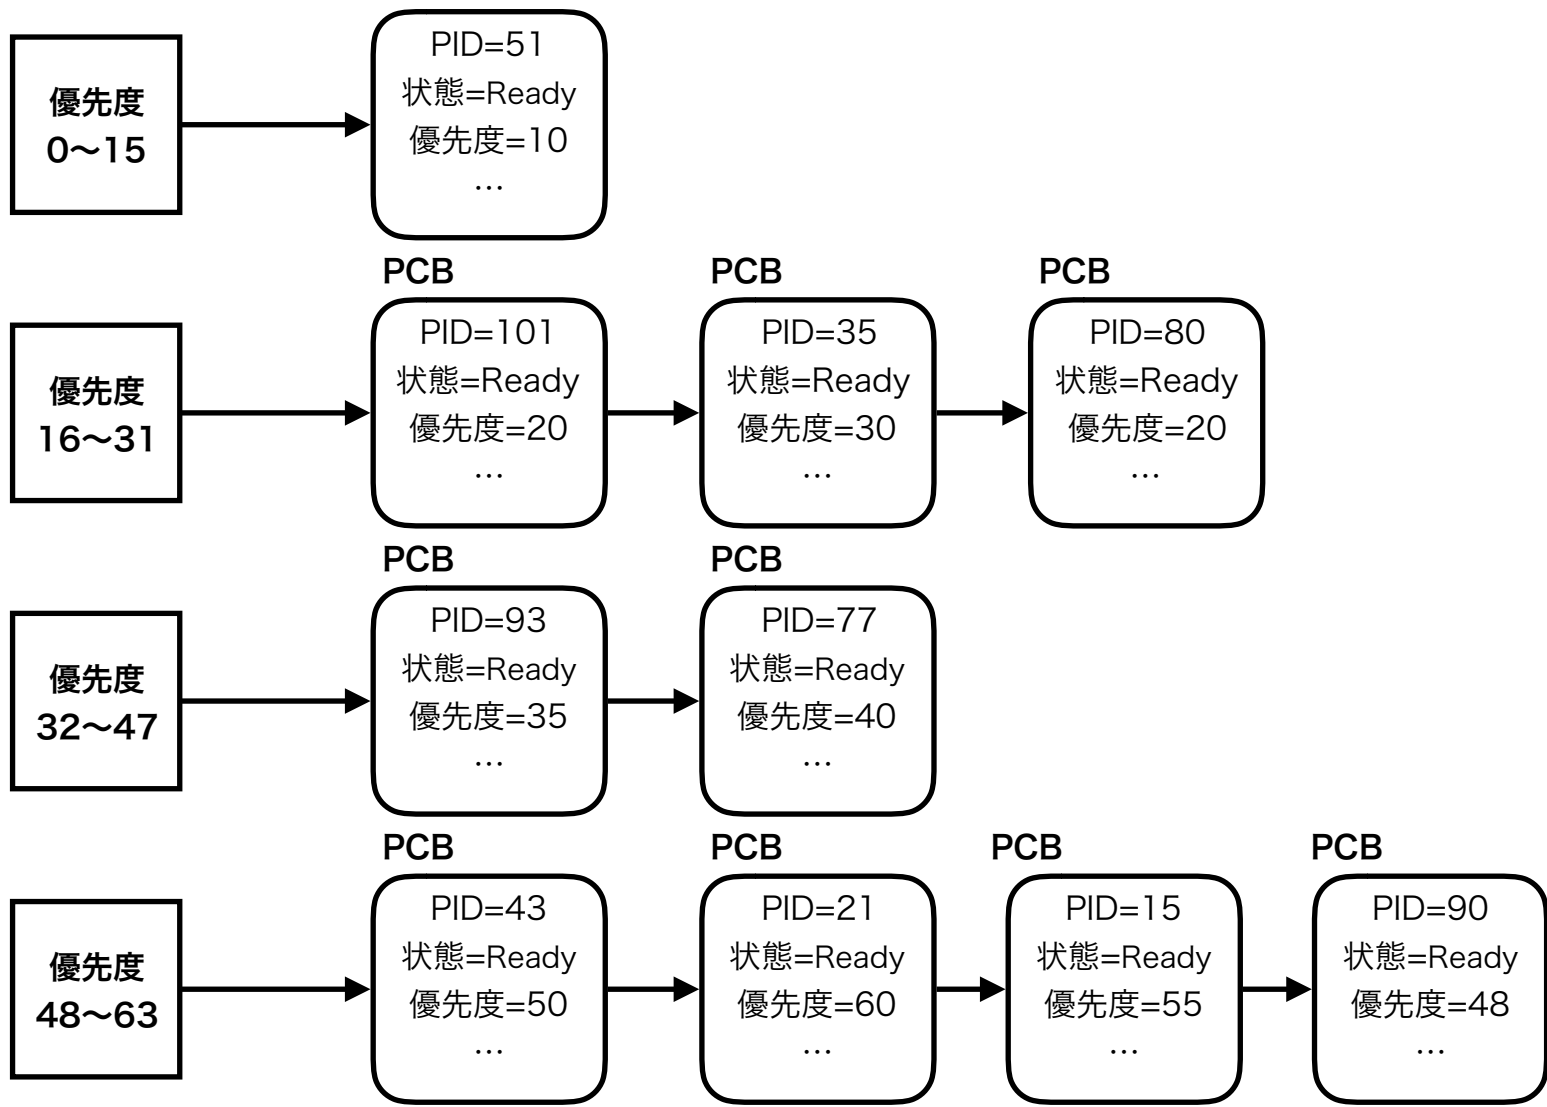 優先度
0〜15
PID=51
状態=Ready
優先度=10
...
PCB
PCB
PCB
優先度
16〜31
PID=101
状態=Ready
優先度=20
...
PID=35
状態=Ready
優先度=30
...
PID=80
状態=Ready
優先度=20
...
PCB
PCB
優先度
32〜47
PID=93
状態=Ready
優先度=35
...
PID=77
状態=Ready
優先度=40
...
PCB
PCB
PCB
PCB
優先度
48〜63
PID=43
状態=Ready
優先度=50
...
PID=21
状態=Ready
優先度=60
...
PID=15
状態=Ready
優先度=55
...
PID=90
状態=Ready
優先度=48
...